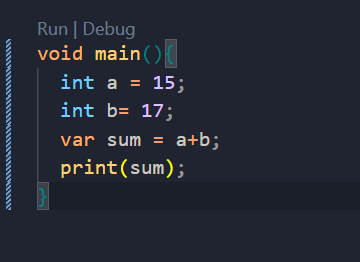 Run | Debug
void main(){
int a = 15;
int b= 17;
var sum = a+b;
print(sum);
}